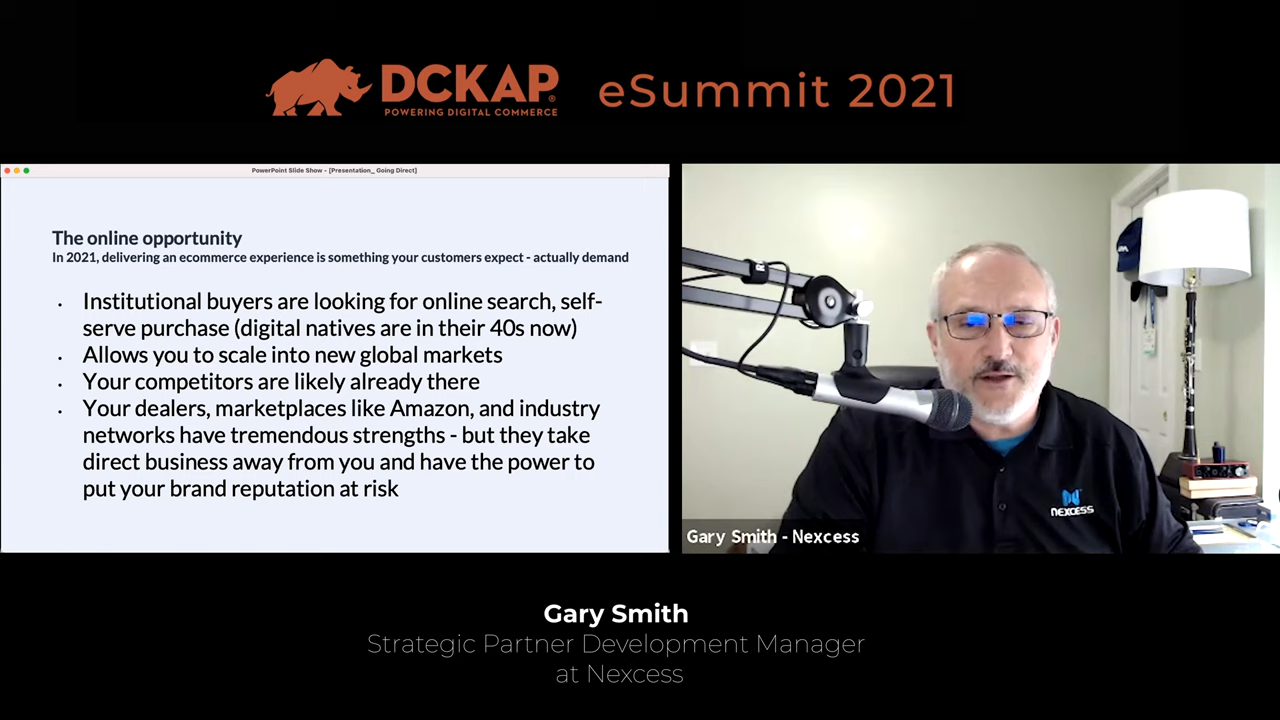 DCKAP®
POWERING DIGITAL COMMERCE
eSummit 2021
PowerPoint Slide Show - [Presentation_ Going Direct]
The online opportunity
In 2021, delivering an ecommerce experience is something your customers expect - actually demand
• Institutional buyers are looking for online search, self-
serve purchase (digital natives are in their 40s now)
• Allows you to scale into new global markets
• Your competitors are likely already there
• Your dealers, marketplaces like Amazon, and industry
networks have tremendous strengths - but they take
direct business away from you and have the power to
put your brand reputation at risk
NEXCESS
Gary Smith - Nexcess
Gary Smith
Strategic Partner Development Manager
at Nexcess